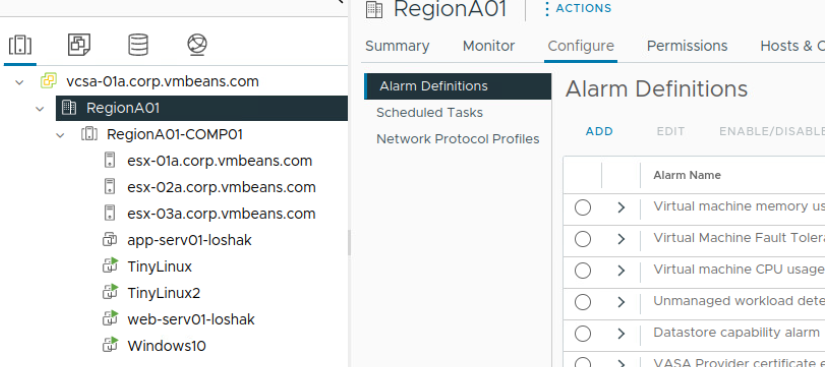 RegionA01
ACTIONS
Summary Monitor Configure Permissions Hosts & C
vcsa-01a.corp.vmbeans.com
RegionA01
RegionA01-COMP01
esx-01a.corp.vmbeans.com
esx-02a.corp.vmbeans.com
esx-03a.corp.vmbeans.com
app-serv01-loshak
TinyLinux
TinyLinux2
web-serv01-loshak
Windows10
Alarm Definitions
Scheduled Tasks
Network Protocol Profiles
Alarm Definitions
ADD EDIT ENABLE/DISABLE
Alarm Name
Virtual machine memory us
Virtual Machine Fault Tolera
Virtual machine CPU usage
Unmanaged workload dete
Datastore capability alarm
VASA Provider certificate e